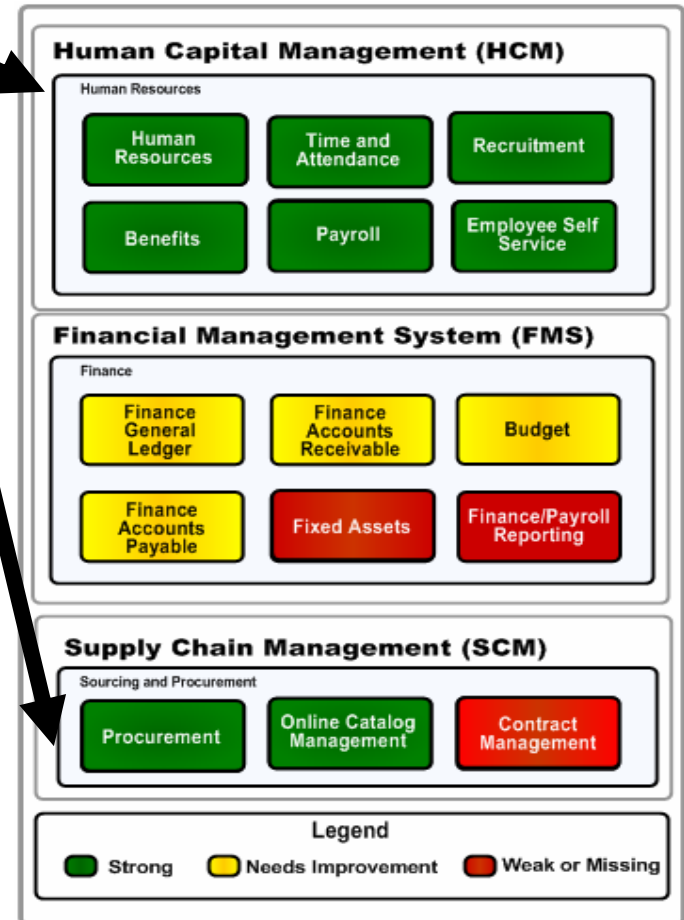 Human Capital Management (HCM)
Human Resources
Human
Resources
Time and
Attendance
Recruitment
Benefits
Payroll
Employee Self
Service
Financial Management System (FMS)
Finance
Finance
General
Ledger
Finance
Accounts
Receivable
Budget
Finance
Accounts
Payable
Fixed Assets
Finance/Payroll
Reporting
Supply Chain Management (SCM)
Sourcing and Procurement
Procurement
Online Catalog
Management
Contract
Management
Legend
Strong
Needs Improvement
Weak or Missing